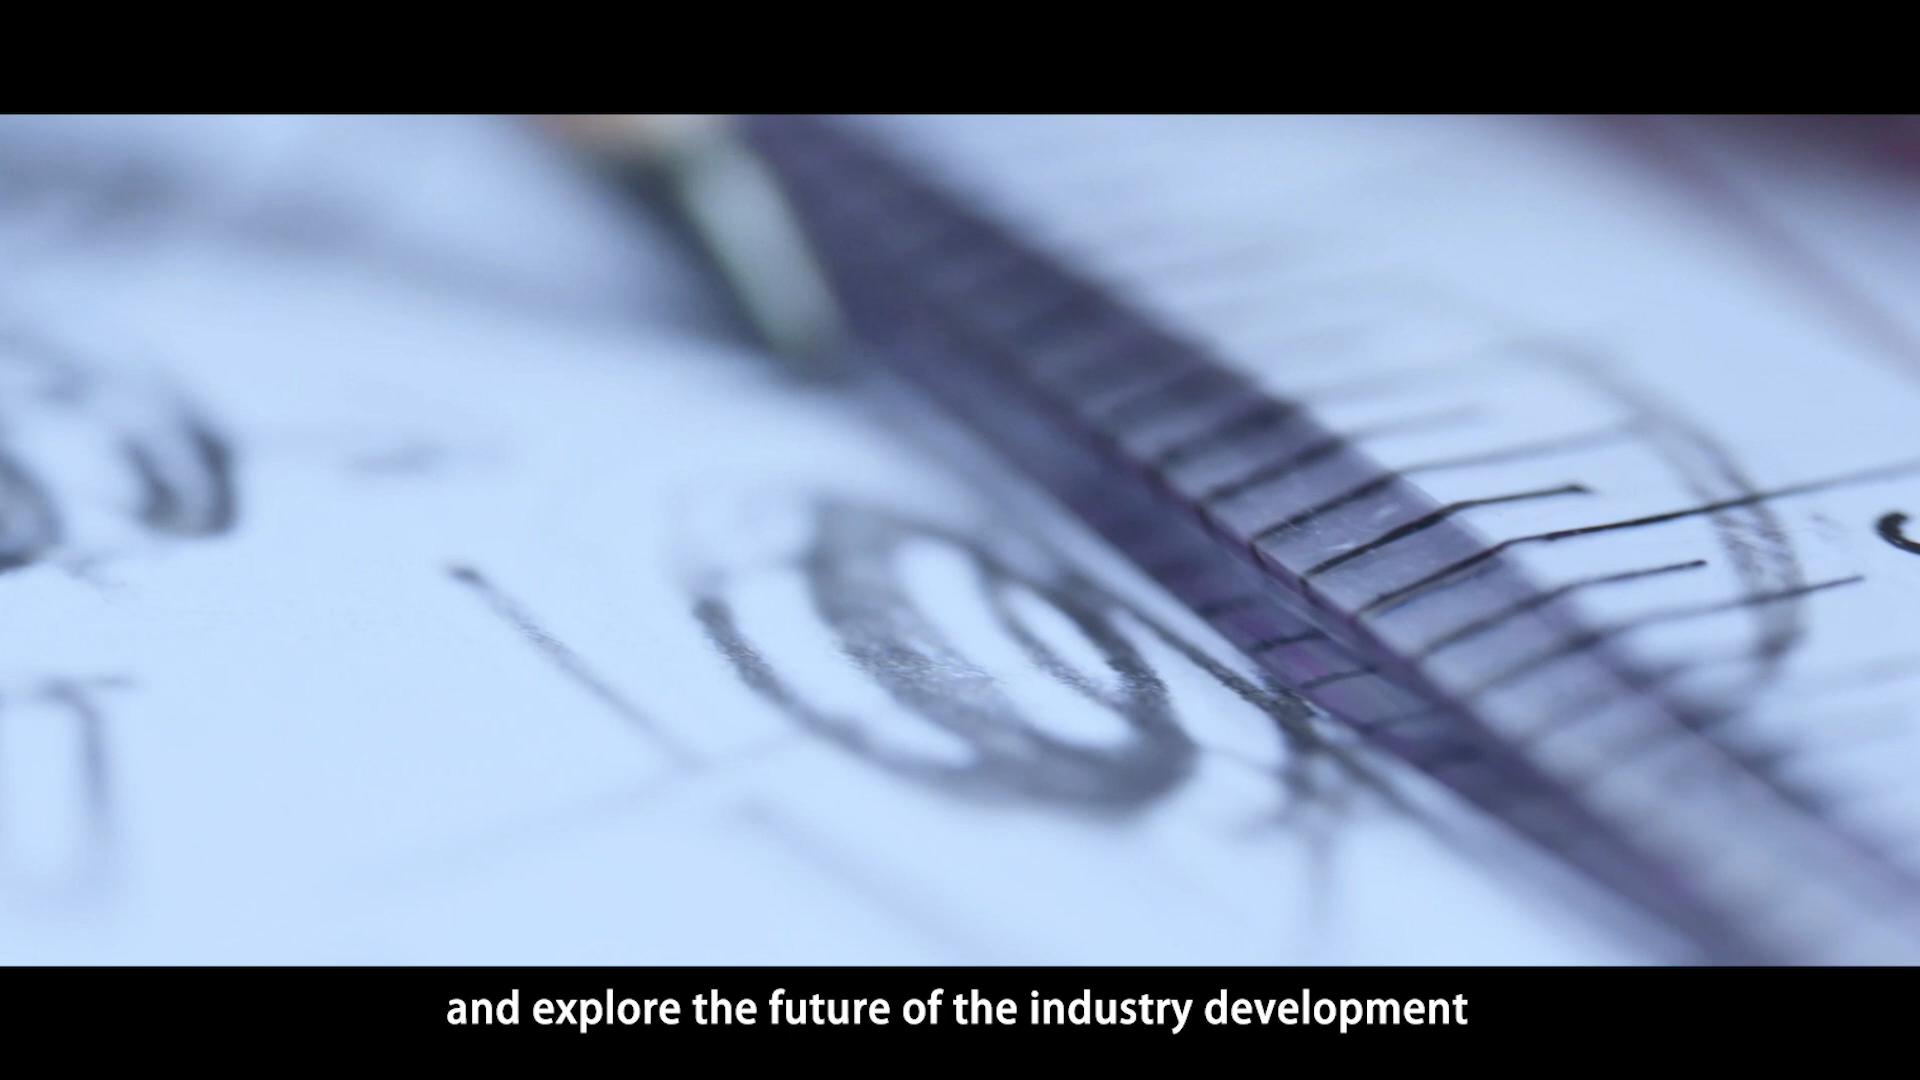 and explore the future of the industry development